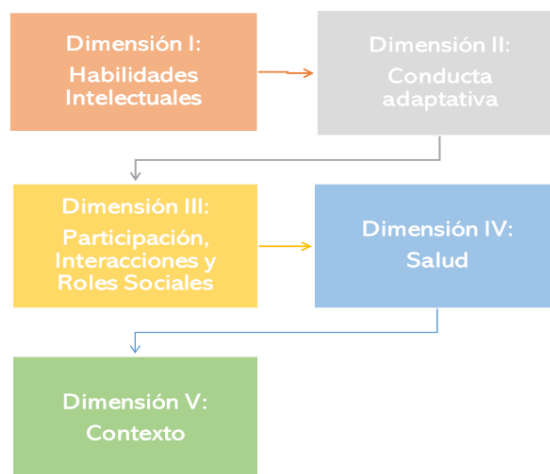 Dimensión I:
Habilidades
Intelectuales
Dimensión II:
Conducta
adaptativa
Dimensión III:
Participación,
Interacciones y
Roles Sociales
Dimensión IV:
Salud
Dimensión V:
Contexto